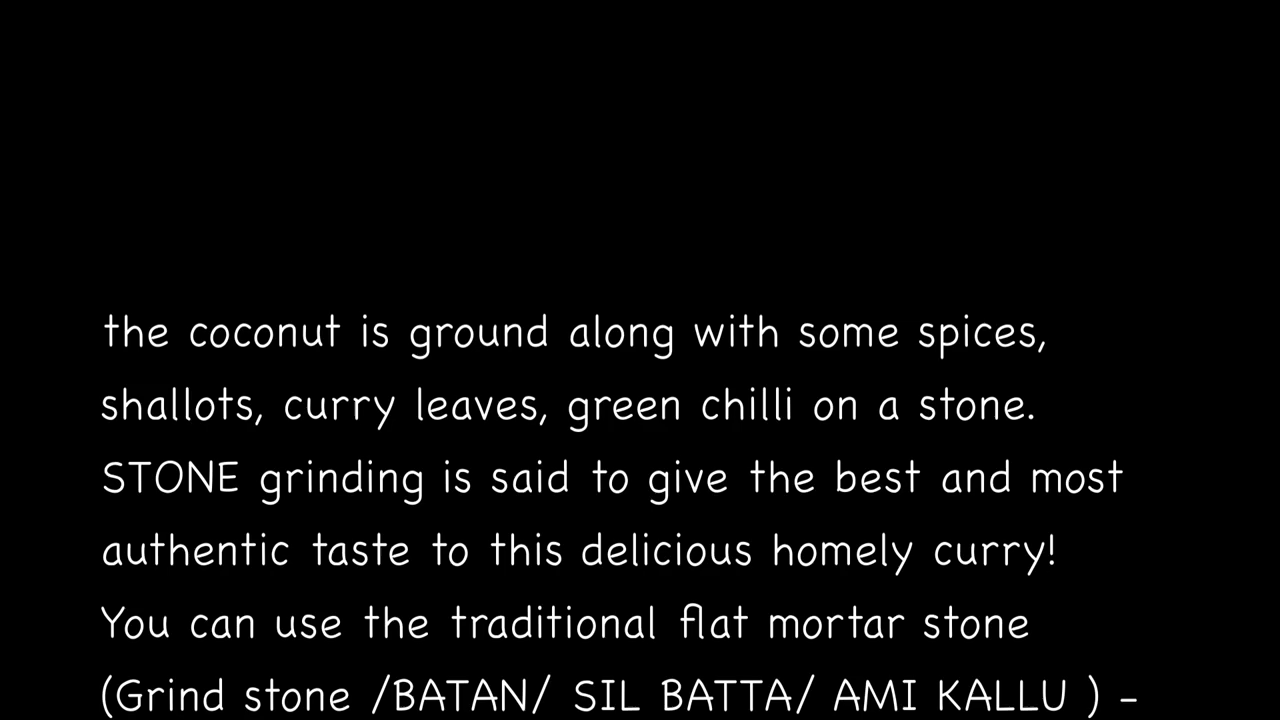 the coconut is ground along with some spices,
shallots, curry leaves, green chilli on a stone.
STONE grinding is said to give the best and most
authentic taste to this delicious homely curry!
You can use the traditional flat mortar stone
(Grind stone /BATAN/ SIL BATTA/ AMI KALLU ) -